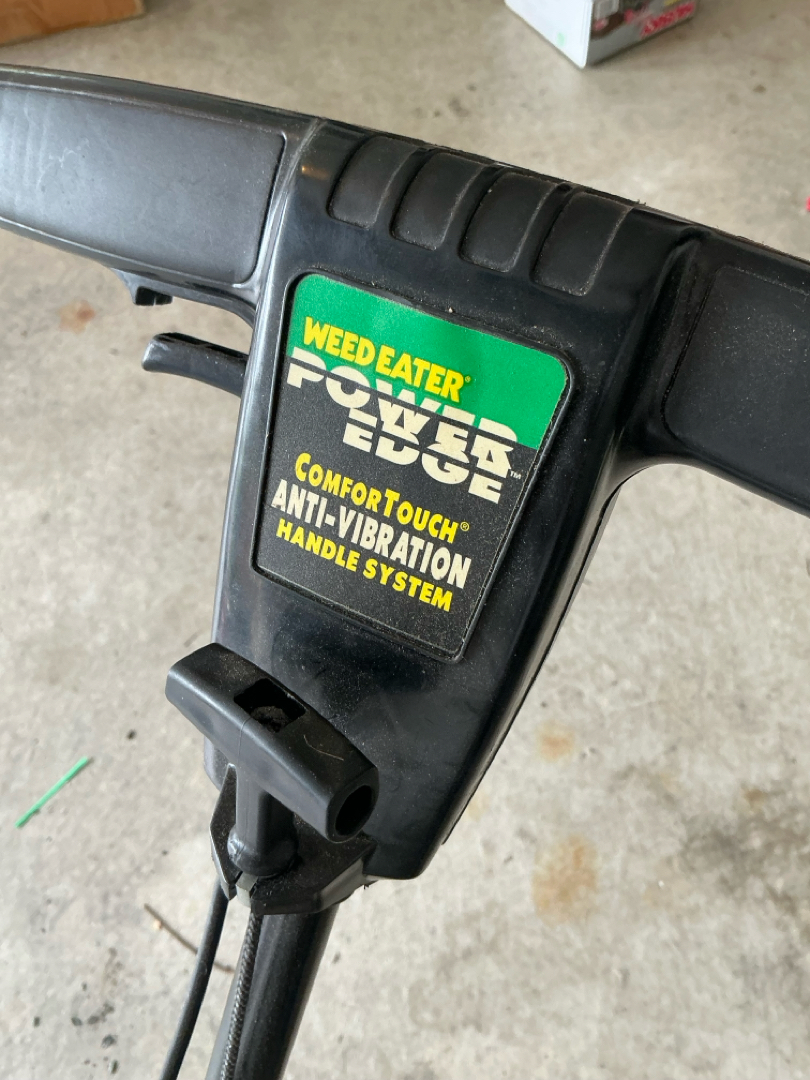 WEED EATER®
POWER
EDGE™
COMFORTOUCH®
ANTI-VIBRATION
HANDLE SYSTEM